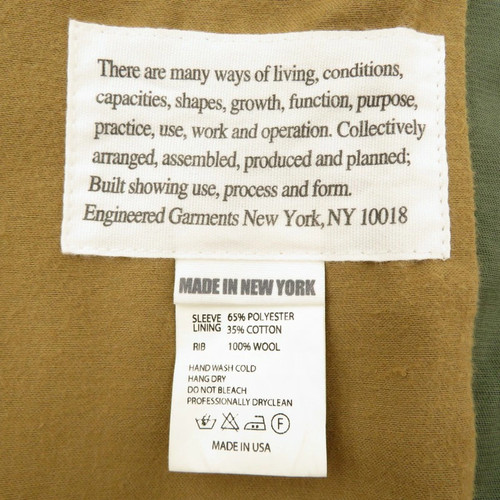 There are many ways of living, conditions,
capacities, shapes, growth, function, purpose,
practice, use, work and operation. Collectively
arranged, assembled, produced and planned;
Built showing use, process and form.
Engineered Garments New York, NY 10018
MADE IN NEW YORK
SLEEVE 65% POLYESTER
LINING 35% COTTON
RIB 100% WOOL
HAND WASH COLD
HANG DRY
DO NOT BLEACH
PROFESSIONALLY DRYCLEAN
F
MADE IN USA